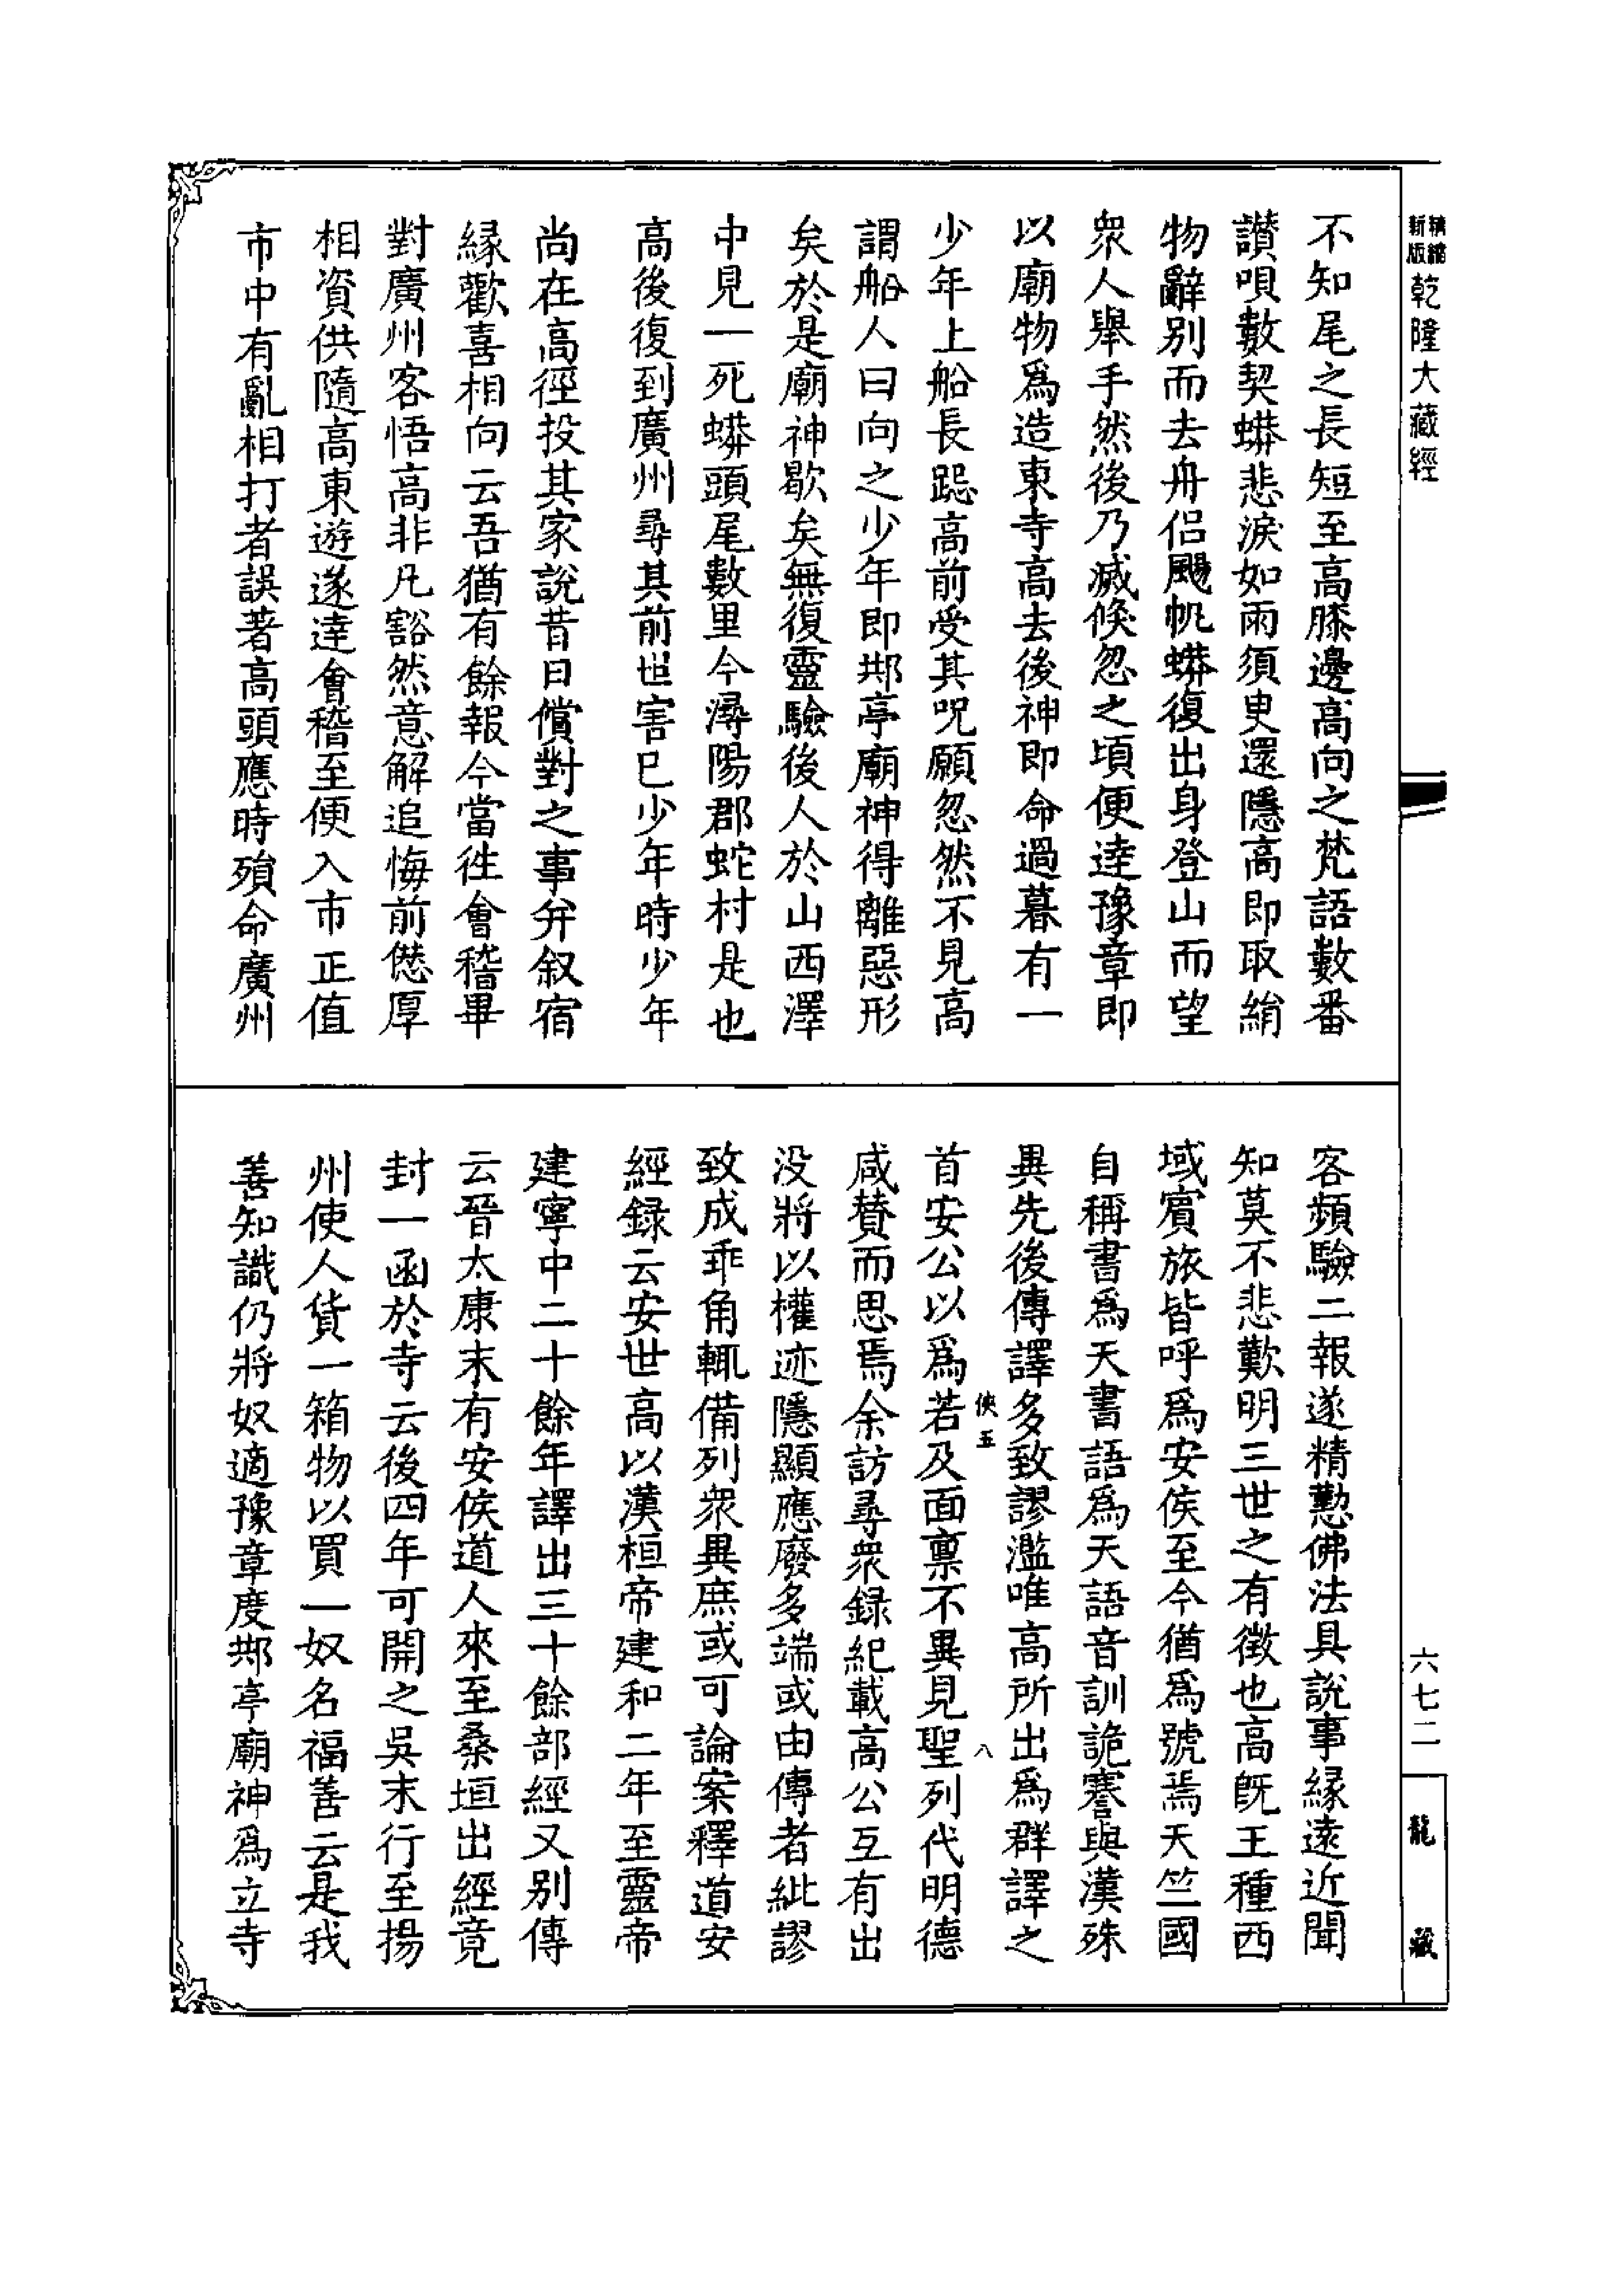 精縮
新版
乾隆大藏經
不知尾之長短至高膝邊高向之梵語數番
讚唄數契蟒悲淚如雨須臾還隱高即取絹
物辭别而去舟侣颺帆蟒復出身登山而望
衆人舉手然後乃滅倏忽之頃便達豫章即
以廟物爲造東寺高去後神即命過暮有一
少年上船長跽高前受其呪願忽然不見高
謂船人曰向之少年即䢼亭廟神得離惡形
矣於是廟神歇矣無復靈驗後人於山西澤
中見一死蟒頭尾數里今潯陽郡蛇村是也
高後復到廣州尋其前世害已少年時少年
尚在高徑投其家說昔日償對之事并叙宿
緣歡喜相向云吾猶有餘報今當徃會稽畢
對廣州客悟高非凡豁然意解追悔前愆厚
相資供隨高東遊遂達會稽至便入市正值
市中有亂相打者誤著高頭應時殞命廣州
客頻驗二報遂精懃佛法具說事緣遠近聞
知莫不悲歎明三世之有徵也高旣王種西
域賓旅皆呼爲安侯至今猶爲號焉天竺國
自稱書爲天書語爲天語音訓詭蹇與漢殊
異先後傳譯多致謬濫唯高所出爲群譯之
俠五
八
首安公以爲若及面禀不異見聖列代明德
咸賛而思焉余訪尋衆録紀載高公互有出
没將以權迹隱顯應廢多端或由傳者紕謬
致成乖角輒備列衆異庶或可論案釋道安
經録云安世高以漢桓帝建和二年至靈帝
建寧中二十餘年譯出三十餘部經又别傳
云晉太康末有安侯道人來至桑垣出經竟
封一函於寺云後四年可開之吳末行至揚
州使人貨一箱物以買一奴名福善云是我
善知識仍將奴適豫章度䢼亭廟神爲立寺
六七二
龍藏